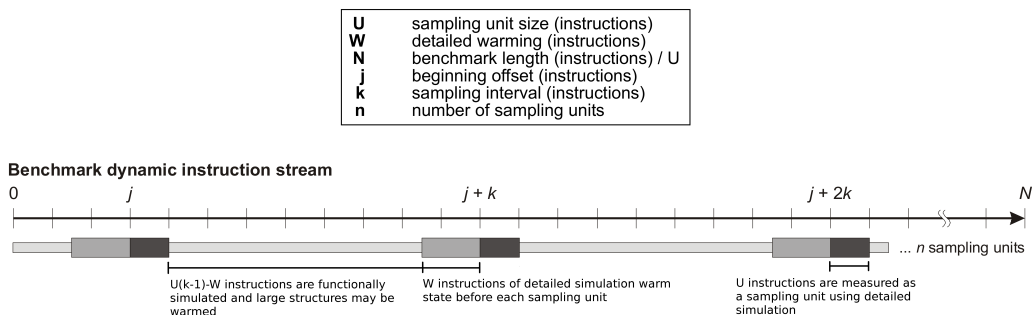 U sampling unit size (instructions)
W detailed warming (instructions)
N benchmark length (instructions) / U
j beginning offset (instructions)
k sampling interval (instructions)
n number of sampling units
Benchmark dynamic instruction stream
0 j j + k j + 2k N
... n sampling units
U(k-1)-W instructions are functionally
simulated and large structures may be
warmed
W instructions of detailed simulation warm
state before each sampling unit
U instructions are measured as
a sampling unit using detailed
simulation